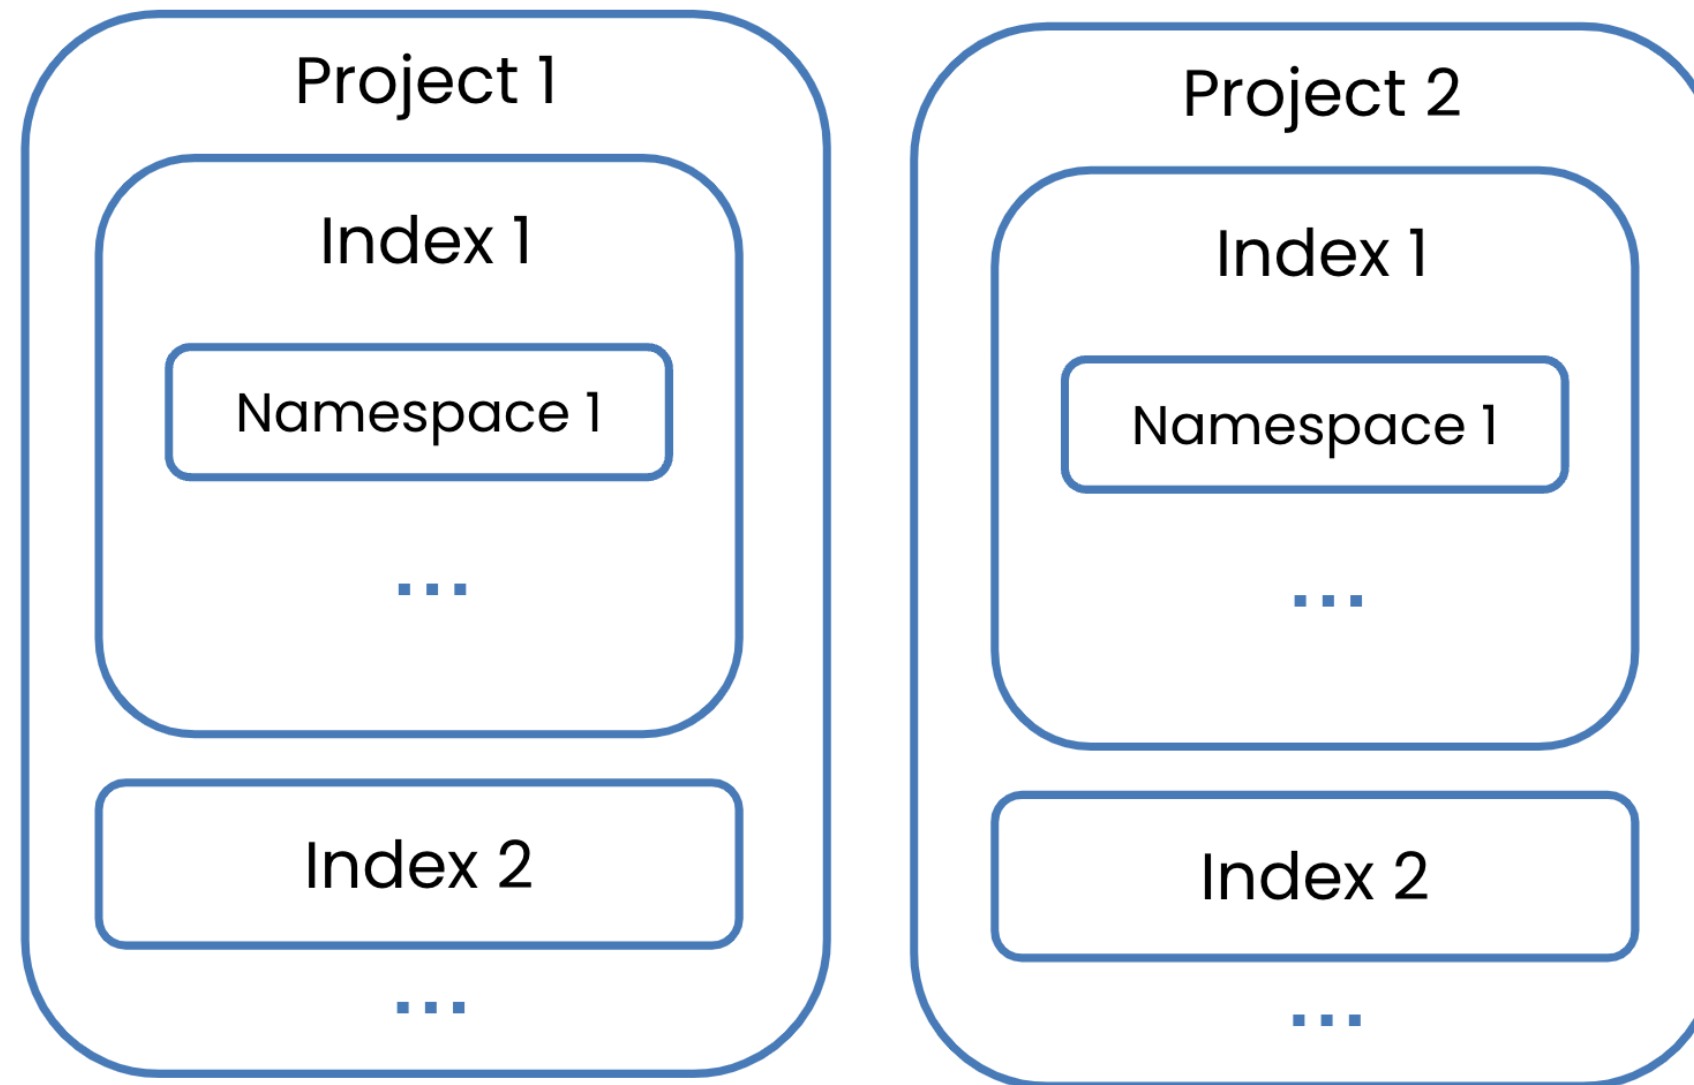 Project 1
Index 1
Namespace 1
...
Index 2
...
Project 2
Index 1
Namespace 1
...
Index 2
...